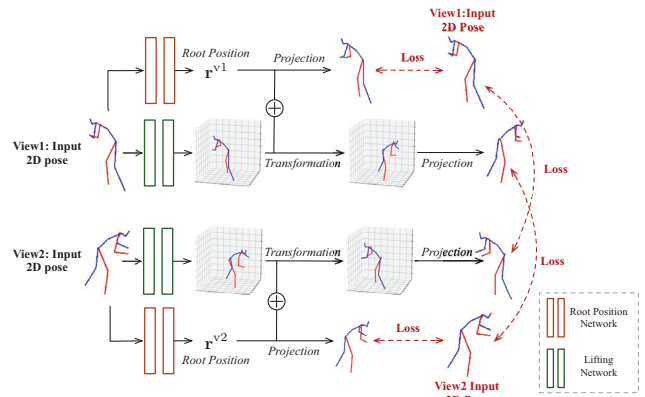 View1:Input
2D Pose
Root Position
r^v1
Projection
Loss
View1: Input
2D pose
Transformation
Projection
Loss
Loss
View2: Input
2D pose
Transformation
Projection
r^v2
Root Position
Projection
Loss
View2 Input
Root Position
Network
Lifting
Network